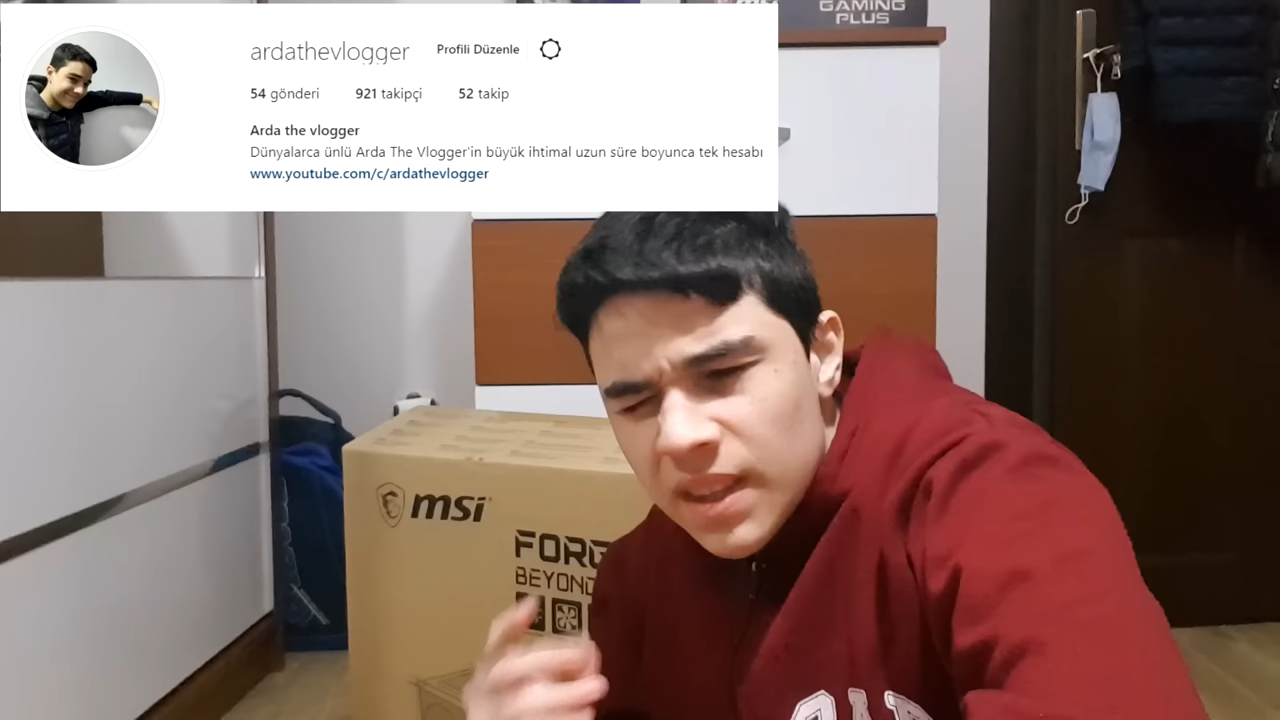 GAMING
PLUS
ardathevlogger Profili Düzenle
54 gönderi 921 takipçi 52 takip
Arda the vlogger
Dünyalarca ünlü Arda The Vlogger'in büyük ihtimal uzun süre boyunca tek hesabı
www.youtube.com/c/ardathevlogger
msi
FORG
BEYOND